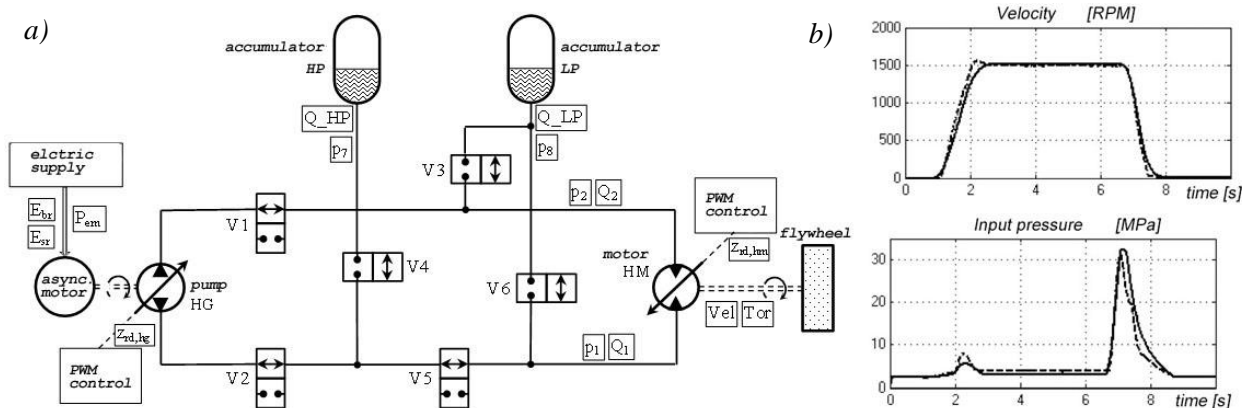 a)
accumulator
HP
accumulator
LP
Q_HP
Q_LP
p7
p8
elctric
supply
V3
E_br
P_em
E_sr
p2 Q2
PWM
control
V1
flywheel
motor
HM
Z_rd,hm
async.
motor
pump
HG
V4
V6
Vel Tor
Z_rd,hg
p1 Q1
PWM
control
V2
V5
b)
Velocity [RPM]
2000
1500
1000
500
0
0 2 4 6 8
time [s]
Input pressure [MPa]
30
20
10
0
0 2 4 6 8
time [s]